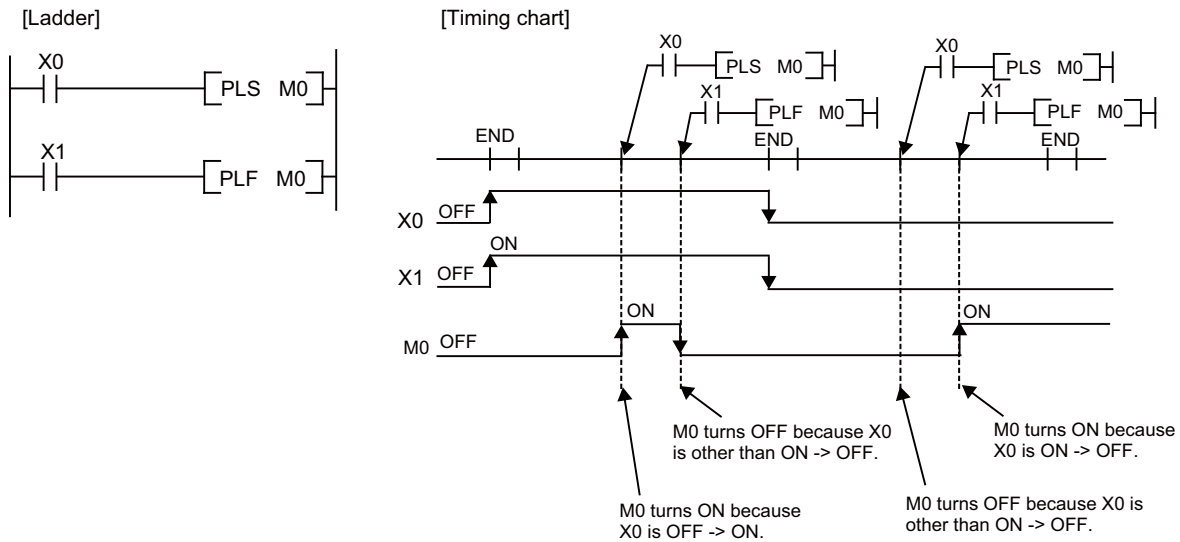 [Ladder]
X0
PLS M0
X1
PLF M0
[Timing chart]
X0
PLS M0
X1
PLF M0
X0
PLS M0
X1
PLF M0
END
END
END
X0 OFF
ON
X1 OFF
ON
ON
M0 OFF
M0 turns OFF because X0
is other than ON -> OFF.
M0 turns ON because
X0 is ON -> OFF.
M0 turns ON because
X0 is OFF -> ON.
M0 turns OFF because X0 is
other than ON -> OFF.